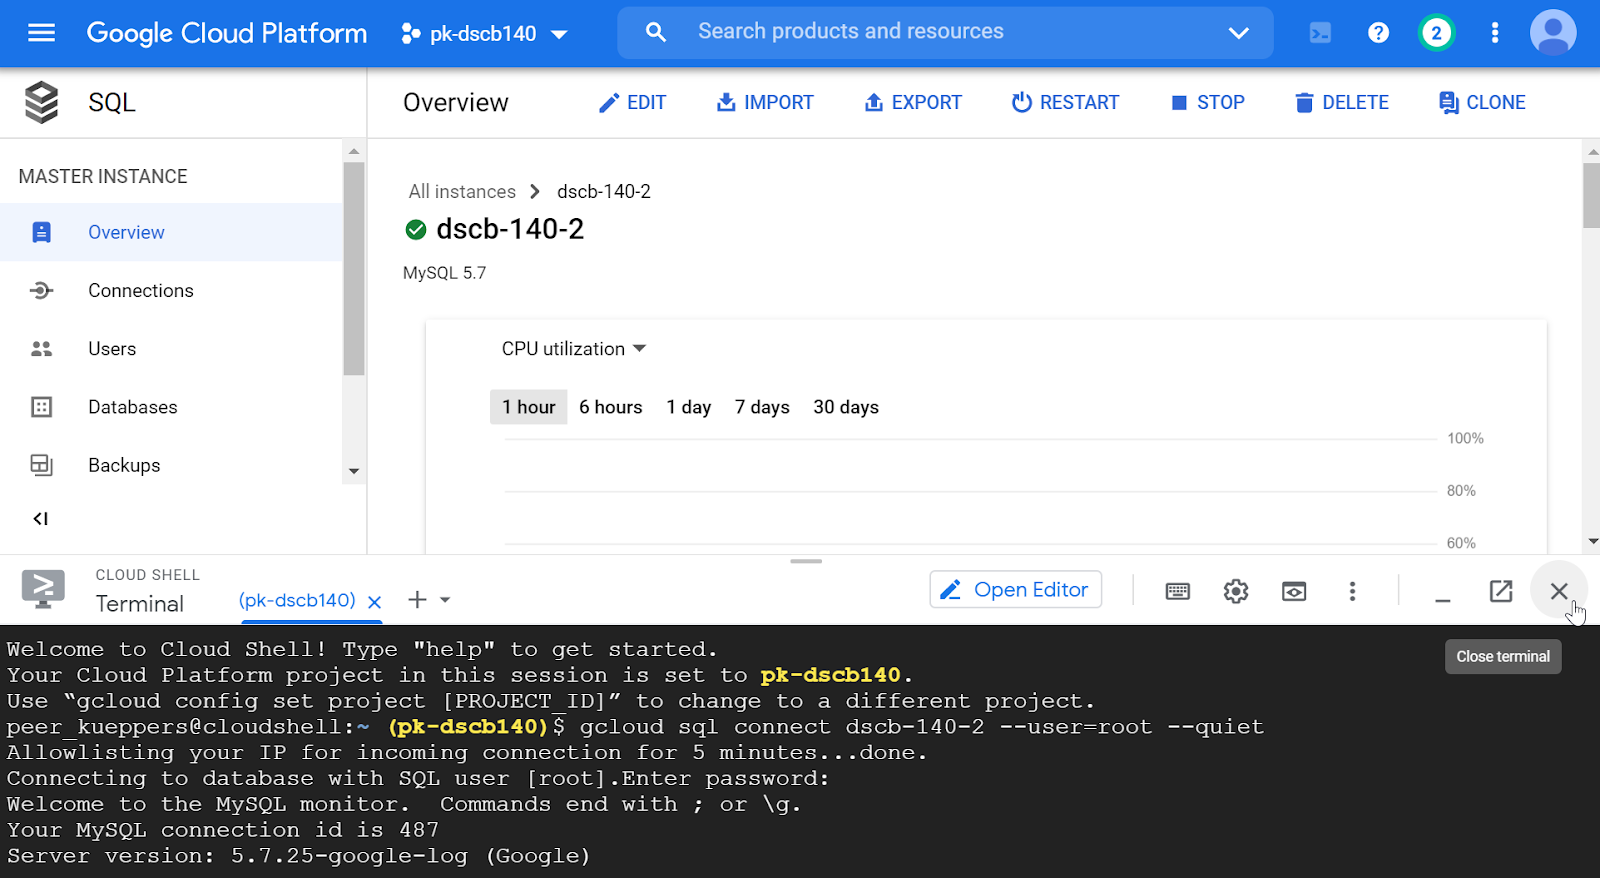 Google Cloud Platform
pk-dscb140
Search products and resources
2
SQL
Overview
EDIT
IMPORT
EXPORT
RESTART
STOP
DELETE
CLONE
MASTER INSTANCE
Overview
Connections
Users
Databases
Backups
All instances
dscb-140-2
dscb-140-2
MySQL 5.7
CPU utilization
1 hour
6 hours
1 day
7 days
30 days
100%
80%
60%
CLOUD SHELL
Terminal
(pk-dscb140)
Open Editor
Close terminal
Welcome to Cloud Shell! Type "help" to get started.
Your Cloud Platform project in this session is set to pk-dscb140.
Use “gcloud config set project [PROJECT_ID]” to change to a different project.
peer_kueppers@cloudshell:~ (pk-dscb140)$ gcloud sql connect dscb-140-2 --user=root --quiet
Allowlisting your IP for incoming connection for 5 minutes...done.
Connecting to database with SQL user [root].Enter password:
Welcome to the MySQL monitor.  Commands end with ; or \g.
Your MySQL connection id is 487
Server version: 5.7.25-google-log (Google)